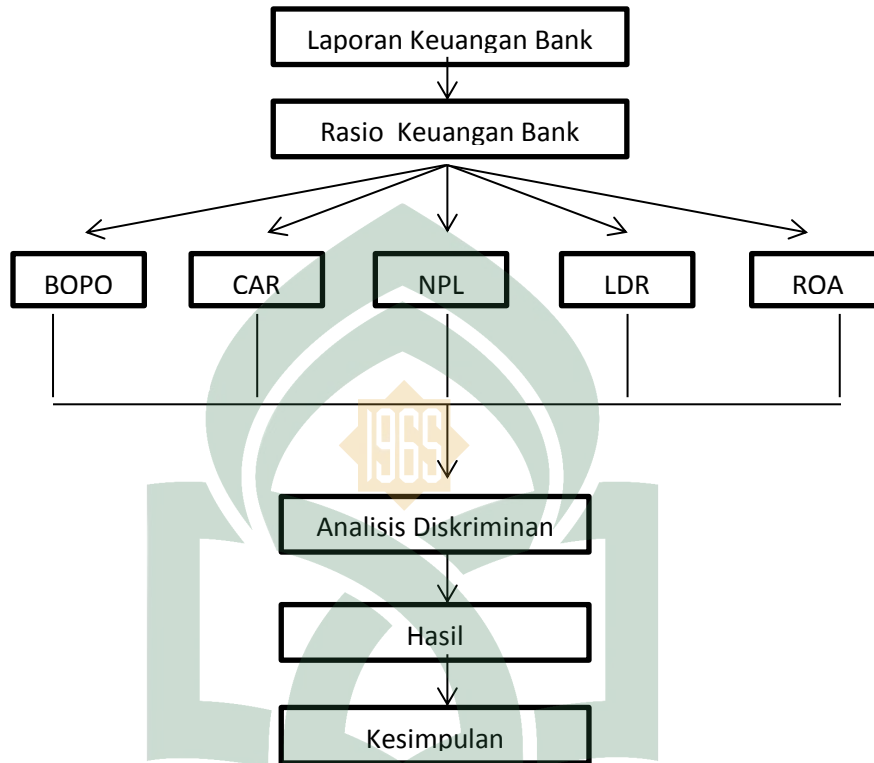 Laporan Keuangan Bank
Rasio Keuangan Bank
BOPO CAR NPL LDR ROA
1965
Analisis Diskriminan
Hasil
Kesimpulan